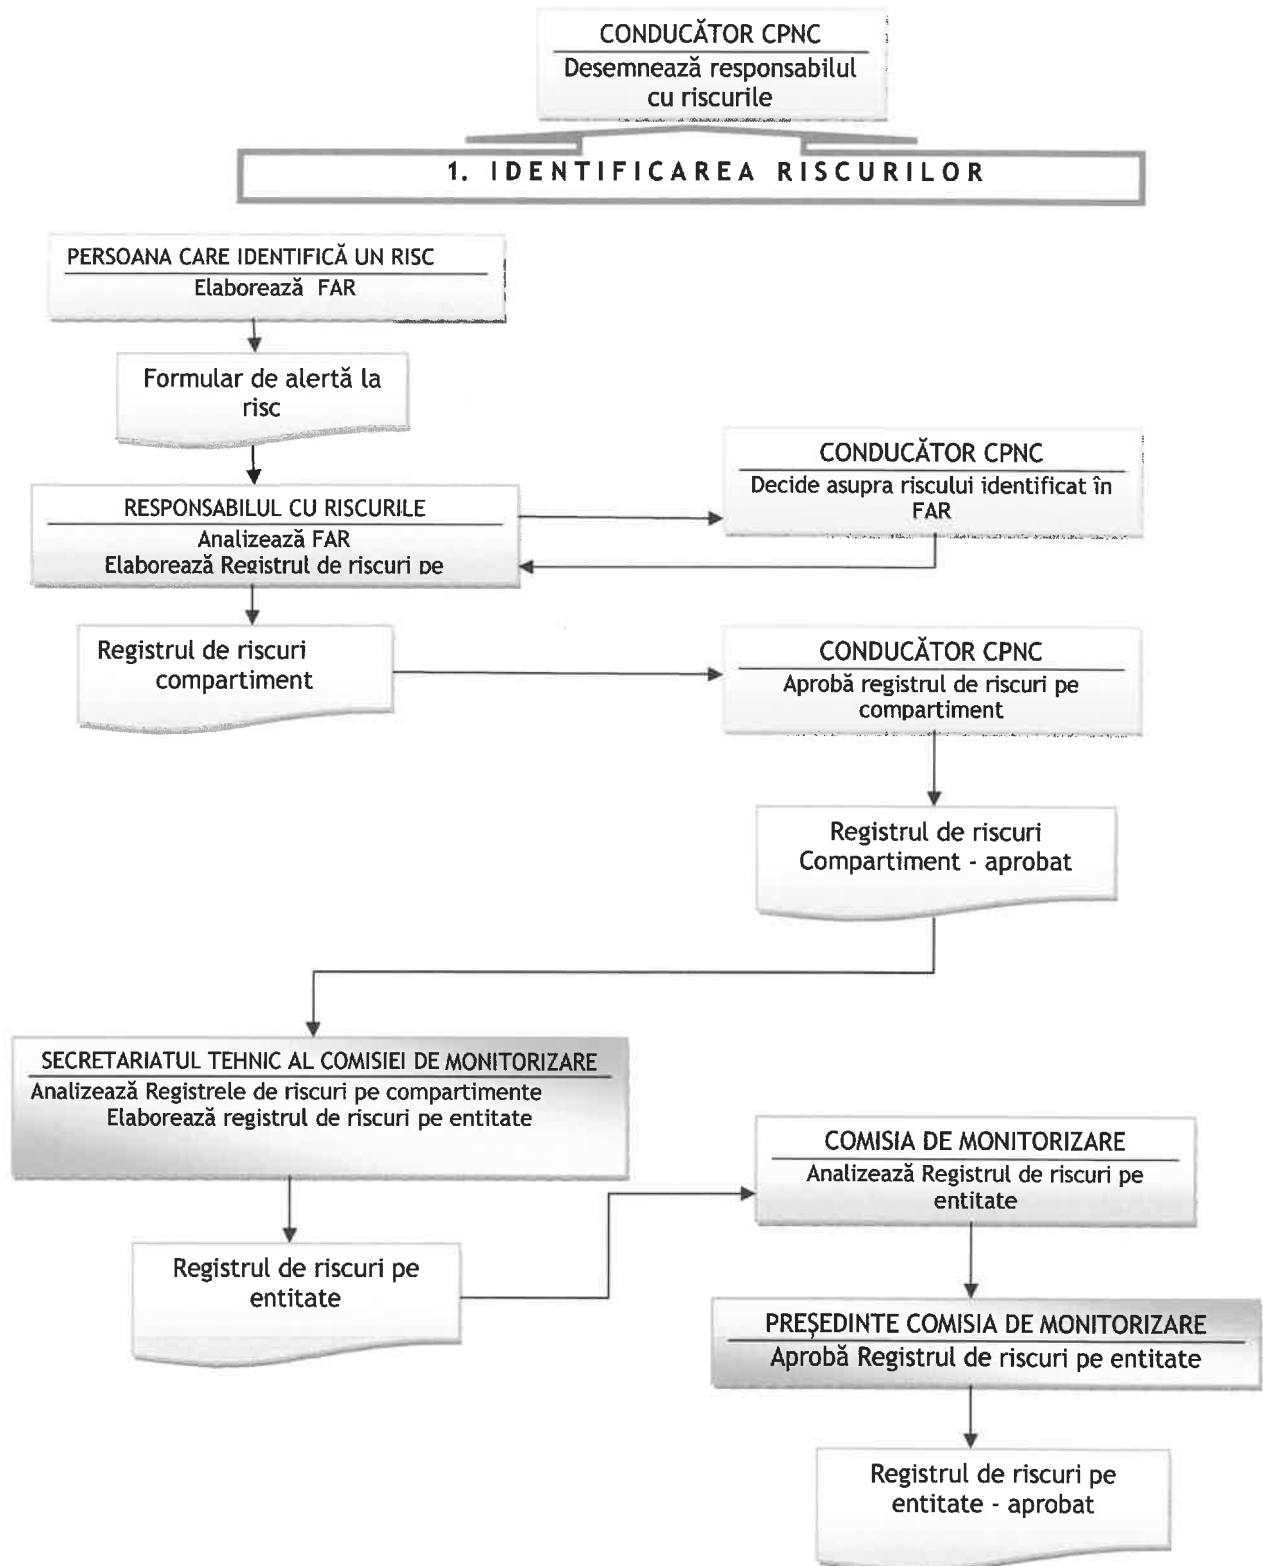 CONDUCĂTOR CPNC
Desemnează responsabilul
cu riscurile
1. IDENTIFICAREA RISCURILOR
PERSOANA CARE IDENTIFICĂ UN RISC
Elaborează FAR
Formular de alertă la
risc
RESPONSABILUL CU RISCURILE
Analizează FAR
Elaborează Registrul de riscuri pe
CONDUCĂTOR CPNC
Decide asupra riscului identificat în
FAR
Registrul de riscuri
compartiment
CONDUCĂTOR CPNC
Aprobă registrul de riscuri pe
compartiment
Registrul de riscuri
Compartiment - aprobat
SECRETARIATUL TEHNIC AL COMISIEI DE MONITORIZARE
Analizează Registrele de riscuri pe compartimente
Elaborează registrul de riscuri pe entitate
Registrul de riscuri pe
entitate
COMISIA DE MONITORIZARE
Analizează Registrul de riscuri pe
entitate
PREŞEDINTE COMISIA DE MONITORIZARE
Aprobă Registrul de riscuri pe entitate
Registrul de riscuri pe
entitate - aprobat